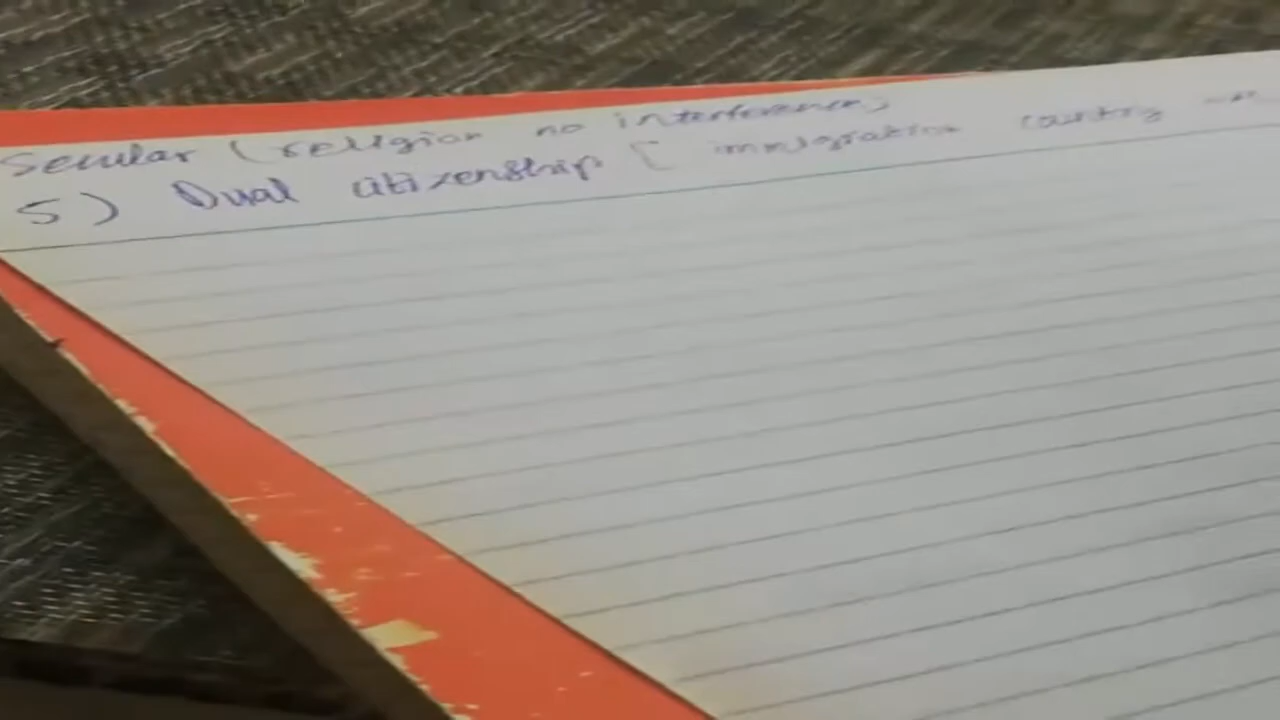 Secular (religion no interference)
5) Dual citizenship [ immigration country